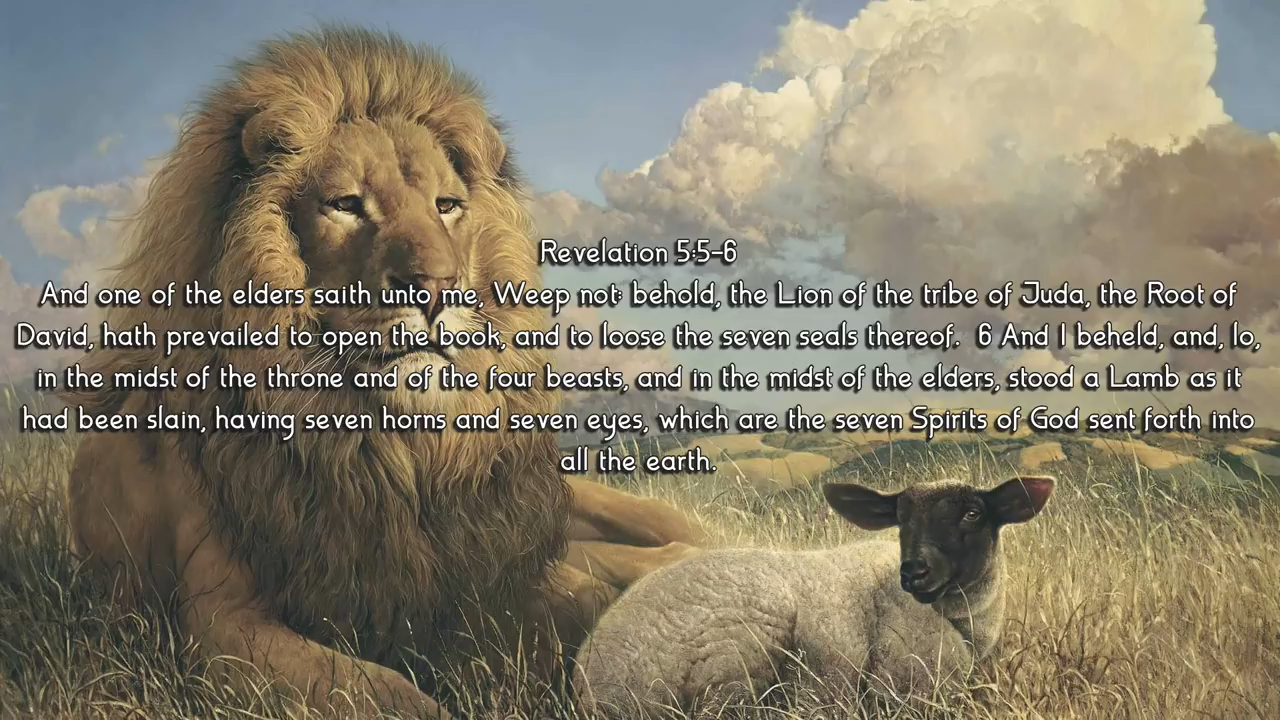 Revelation 5:5-6
And one of the elders saith unto me, Weep not: behold, the Lion of the tribe of Juda, the Root of
David, hath prevailed to open the book, and to loose the seven seals thereof.  6 And I beheld, and, lo,
in the midst of the throne and of the four beasts, and in the midst of the elders, stood a Lamb as it
had been slain, having seven horns and seven eyes, which are the seven Spirits of God sent forth into
all the earth.